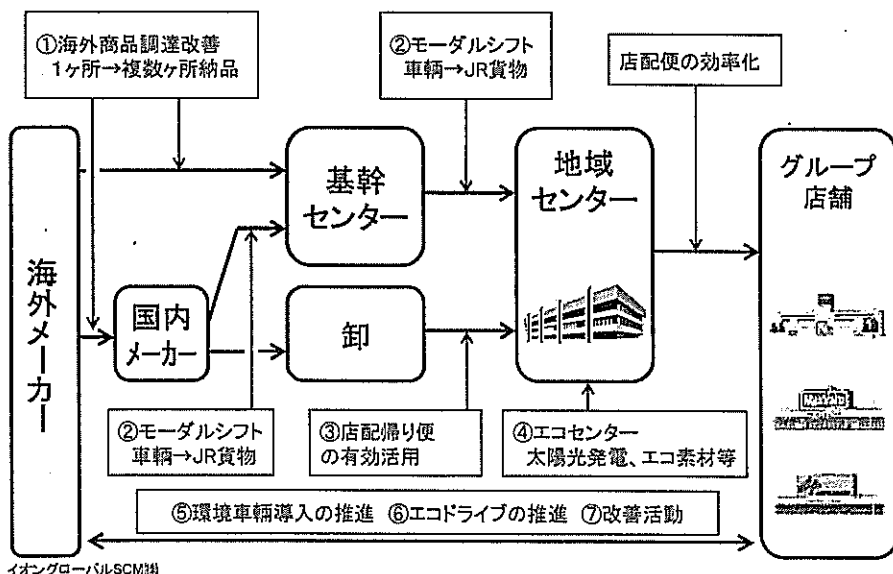 ①海外商品調達改善
1ヶ所→複数ヶ所納品
②モーダルシフト
車輌→JR貨物
店配便の効率化
海外メーカー
基幹
センター
地域
センター
グループ
店舗
国内
メーカー
卸
②モーダルシフト
車輌→JR貨物
③店配帰り便
の有効活用
④エコセンター
太陽光発電、エコ素材等
⑤環境車輌導入の推進 ⑥エコドライブの推進 ⑦改善活動
イオングローバルSCM㈱